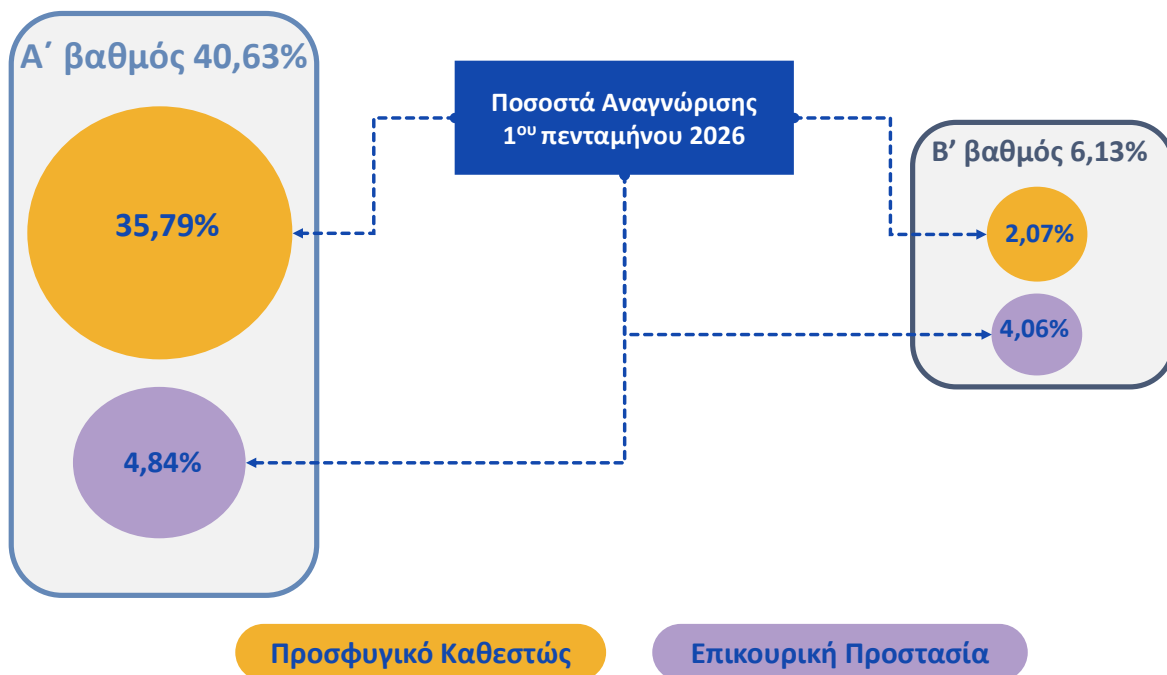 Α΄ βαθμός 40,63%
35,79%
4,84%
Ποσοστά Αναγνώρισης
1ου πενταμήνου 2026
Β’ βαθμός 6,13%
2,07%
4,06%
Προσφυγικό Καθεστώς
Επικουρική Προστασία